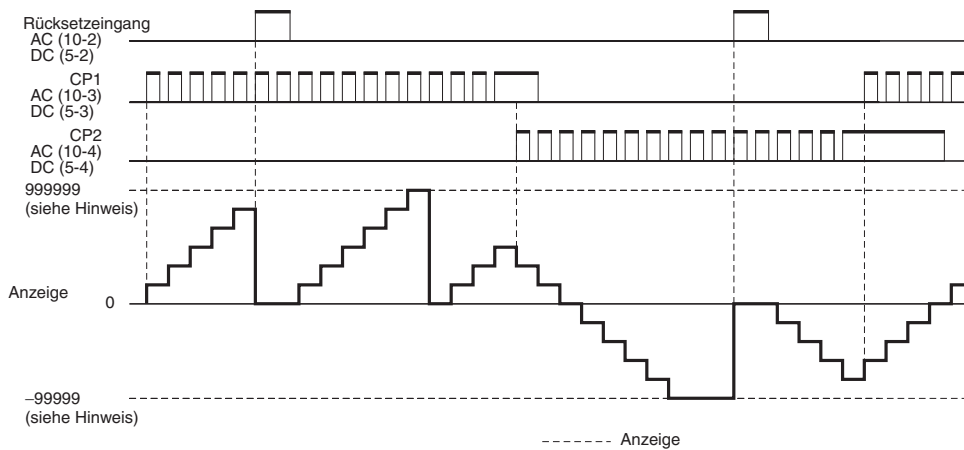 Rücksetzeingang
AC (10-2)
DC (5-2)
CP1
AC (10-3)
DC (5-3)
CP2
AC (10-4)
DC (5-4)
999999
(siehe Hinweis)
Anzeige 0
–99999
(siehe Hinweis)
Anzeige